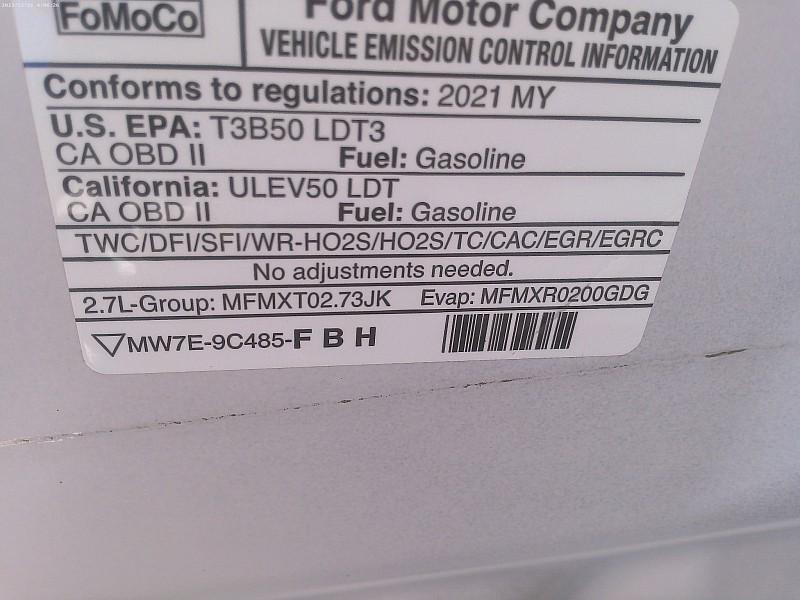 FoMoCo
Ford Motor Company
VEHICLE EMISSION CONTROL INFORMATION
Conforms to regulations: 2021 MY
U.S. EPA: T3B50 LDT3
CA OBD II Fuel: Gasoline
California: ULEV50 LDT
CA OBD II Fuel: Gasoline
TWC/DFI/SFI/WR-HO2S/HO2S/TC/CAC/EGR/EGRC
No adjustments needed.
2.7L-Group: MFMXT02.73JK Evap: MFMXR0200GDG
MW7E-9C485-F B H